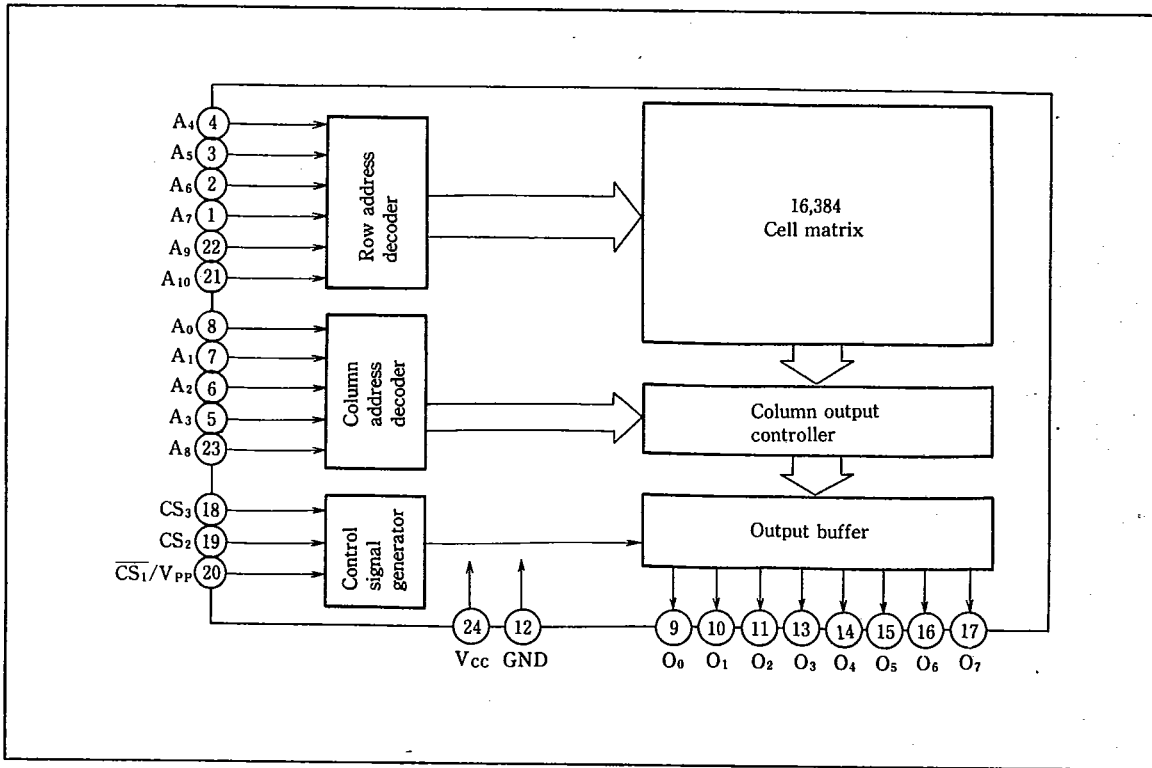 A4 4
A5 3
A6 2
A7 1
A9 22
A10 21
Row address
decoder
16,384
Cell matrix
A0 8
A1 7
A2 6
A3 5
A8 23
Column
address
decoder
Column output
controller
CS3 18
CS2 19
C̅S̅1̅/VPP 20
Control
signal
generator
Output buffer
24 12 9 10 11 13 14 15 16 17
VCC GND O0 O1 O2 O3 O4 O5 O6 O7